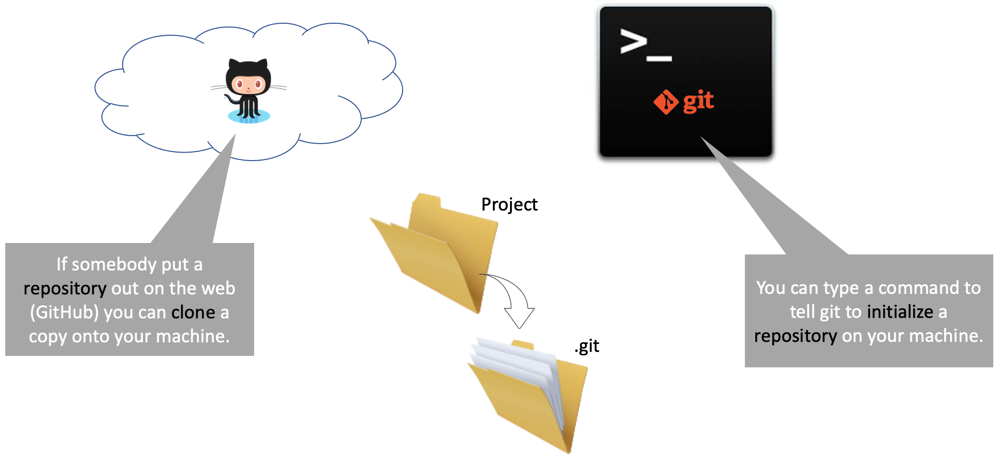 >_
git
Project
If somebody put a
repository out on the web
(GitHub) you can clone a
copy onto your machine.
You can type a command to
tell git to initialize a
repository on your machine.
.git